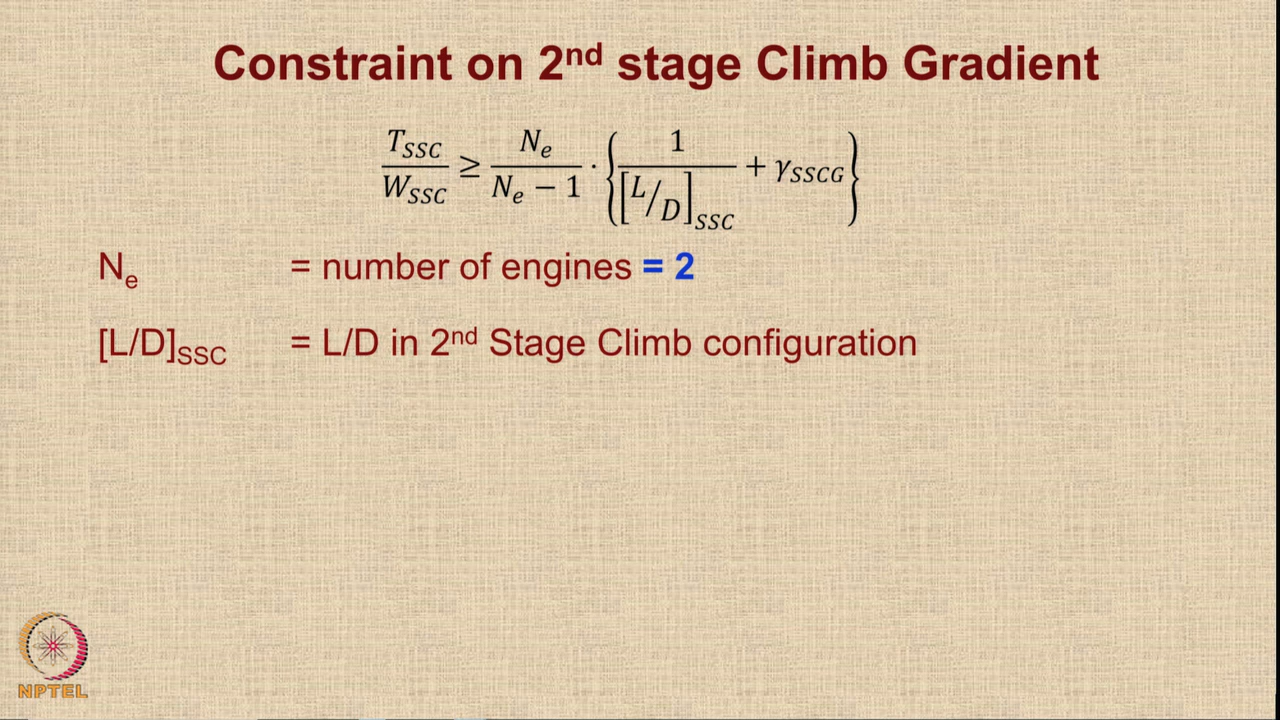 Constraint on 2nd stage Climb Gradient
T_SSC / W_SSC ≥ N_e / (N_e − 1) · { 1 / [L/D]_SSC + γ_SSCG }
N_e = number of engines = 2
[L/D]_SSC = L/D in 2nd Stage Climb configuration
NPTEL